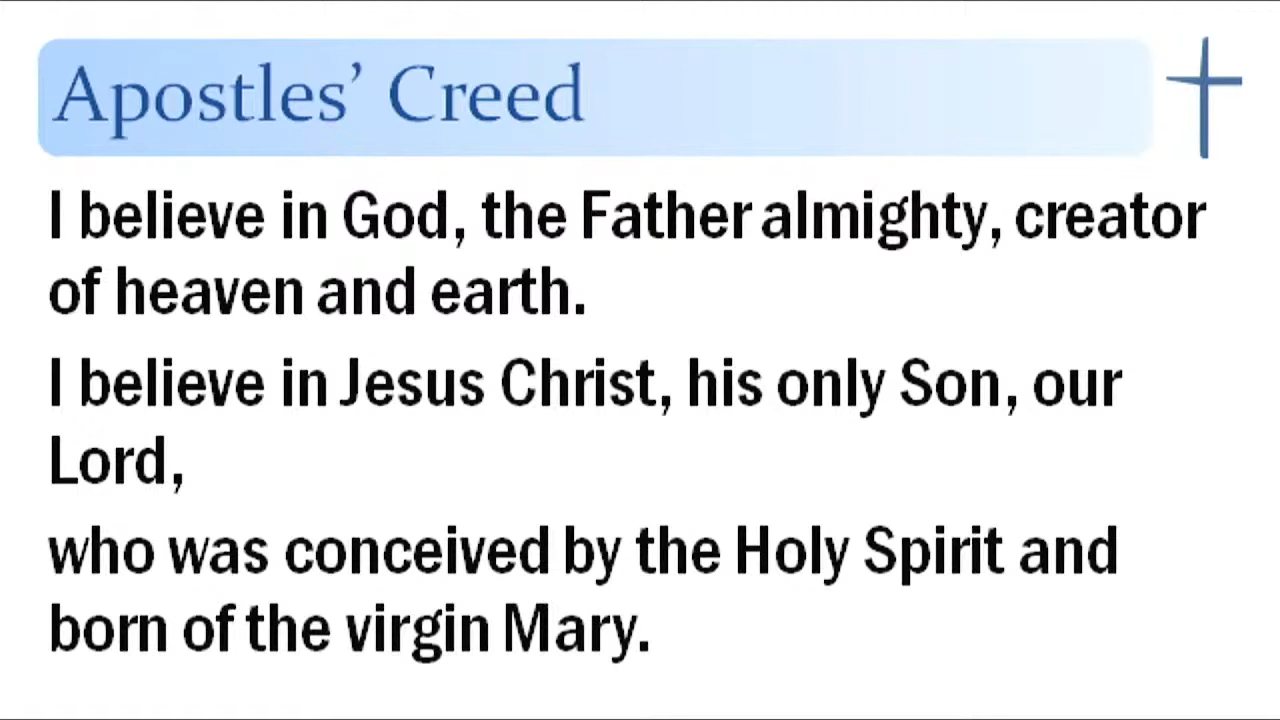 Apostles’ Creed
I believe in God, the Father almighty, creator
of heaven and earth.
I believe in Jesus Christ, his only Son, our
Lord,
who was conceived by the Holy Spirit and
born of the virgin Mary.